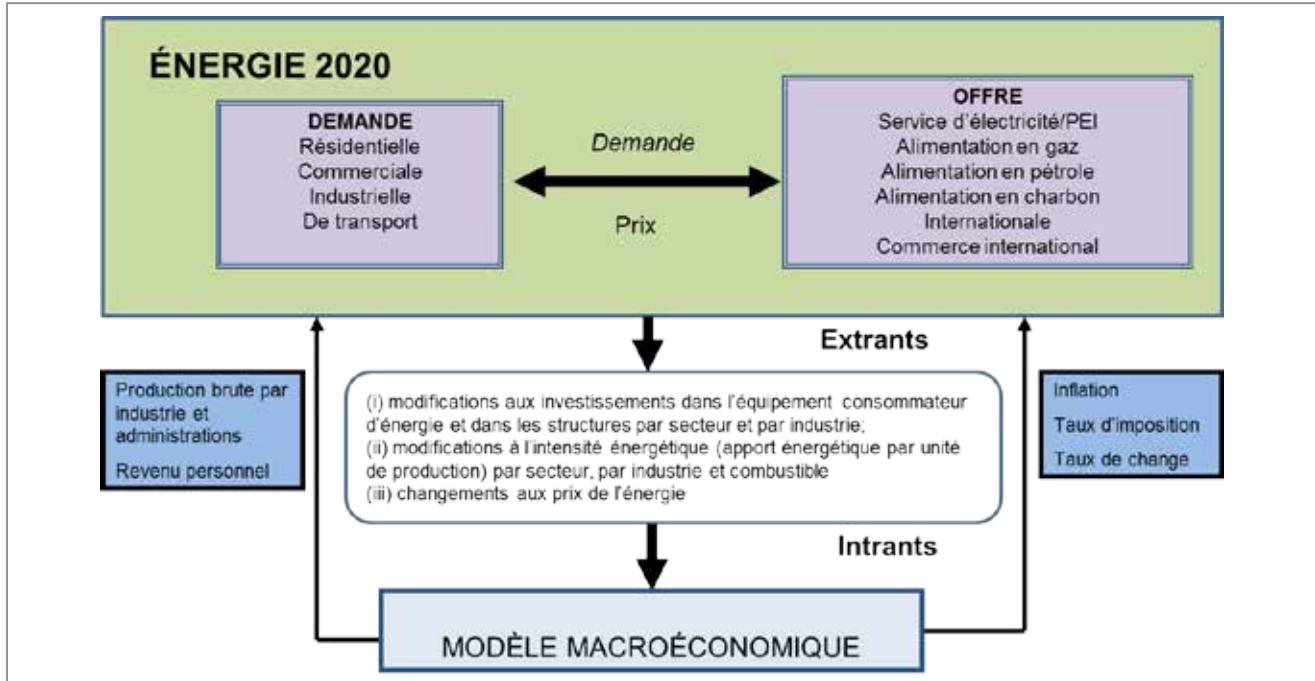 ÉNERGIE 2020
DEMANDE
Résidentielle
Commerciale
Industrielle
De transport
Demande
Prix
OFFRE
Service d'électricité/PEI
Alimentation en gaz
Alimentation en pétrole
Alimentation en charbon
Internationale
Commerce international
Extrants
Production brute par
industrie et
administrations
Revenu personnel
(i) modifications aux investissements dans l'équipement consommateur
d'énergie et dans les structures par secteur et par industrie;
(ii) modifications à l'intensité énergétique (apport énergétique par unité
de production) par secteur, par industrie et combustible
(iii) changements aux prix de l'énergie
Inflation
Taux d'imposition
Taux de change
Intrants
MODÈLE MACROÉCONOMIQUE